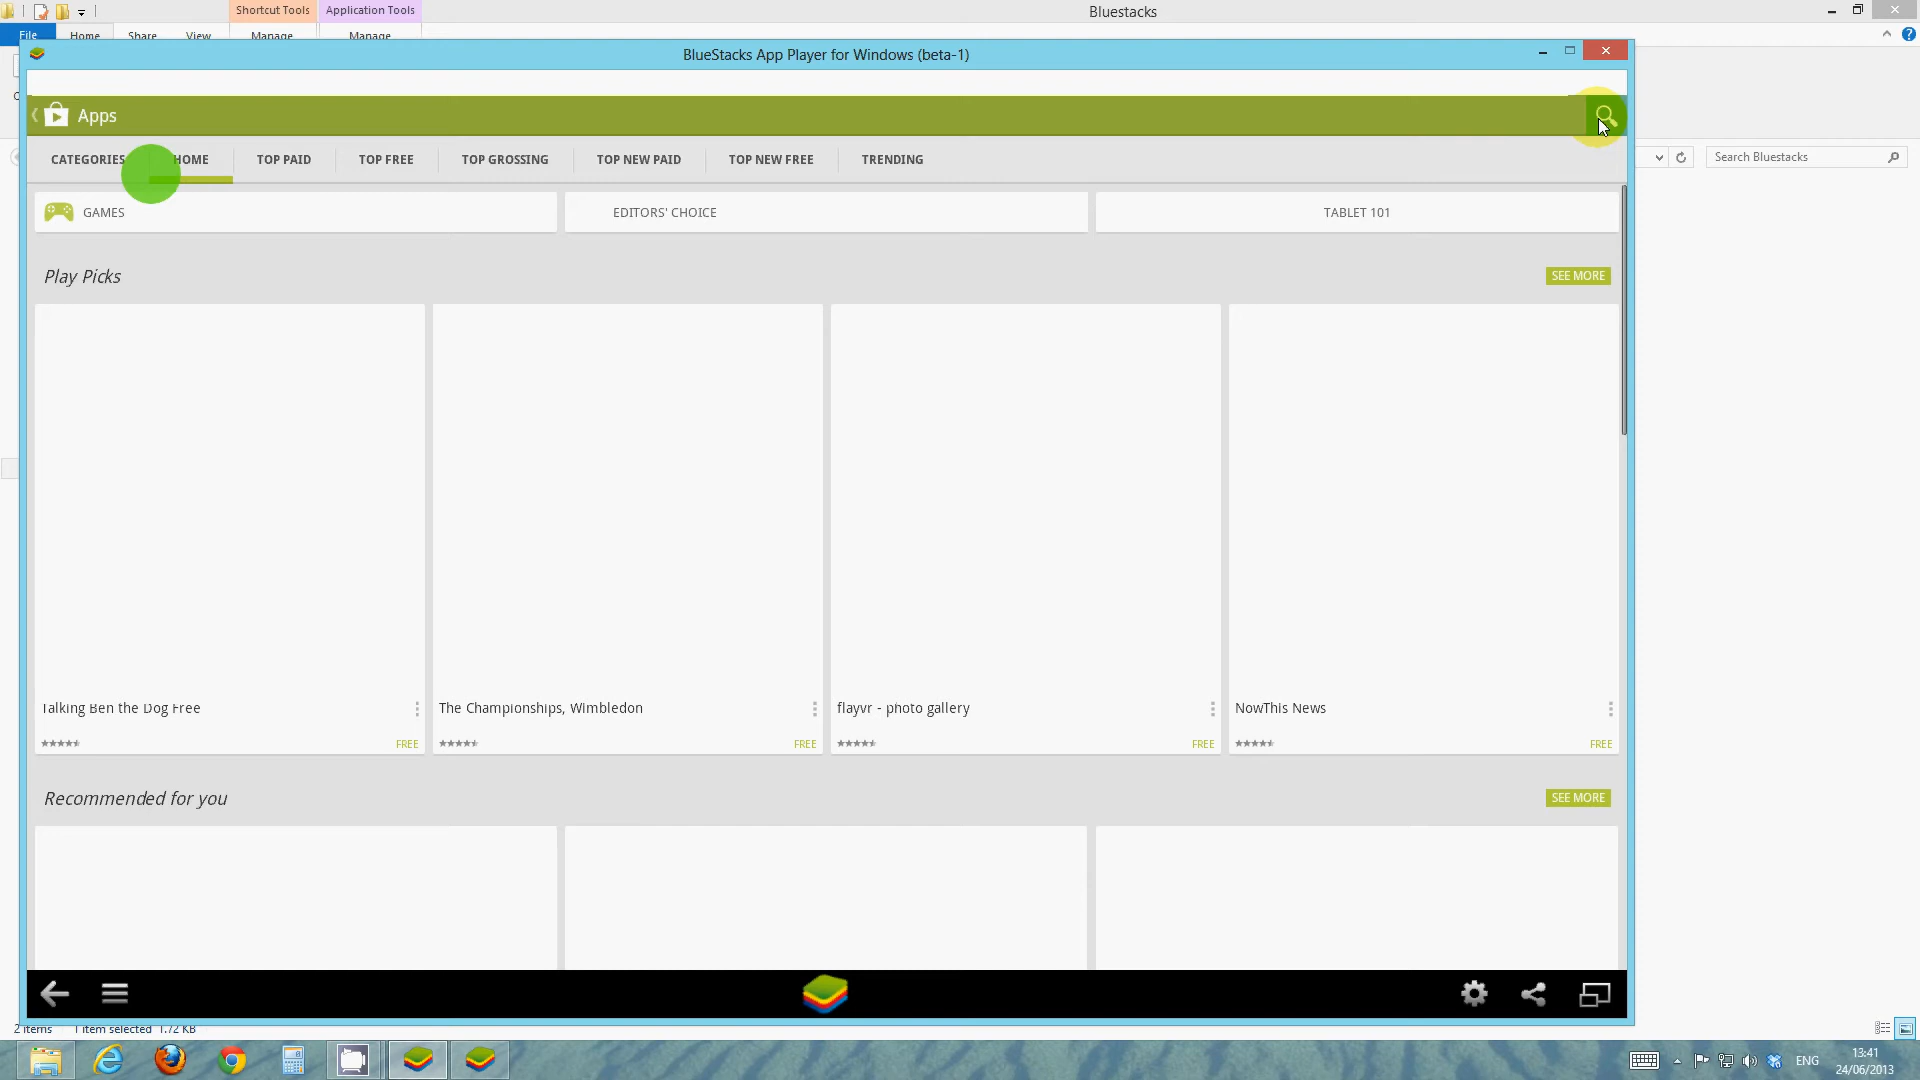 Shortcut Tools
Application Tools
Bluestacks
File
Home
Share
View
Manage
Manage
BlueStacks App Player for Windows (beta-1)
Apps
CATEGORIES
HOME
TOP PAID
TOP FREE
TOP GROSSING
TOP NEW PAID
TOP NEW FREE
TRENDING
Search Bluestacks
GAMES
EDITORS' CHOICE
TABLET 101
Play Picks
SEE MORE
Talking Ben the Dog Free
The Championships, Wimbledon
flayvr - photo gallery
NowThis News
FREE
FREE
FREE
FREE
Recommended for you
SEE MORE
2 items
1 item selected 1.72 KB
ENG
13:41
24/06/2013